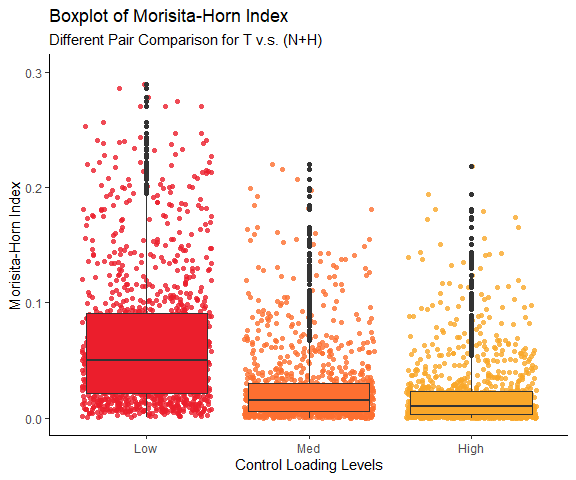 Boxplot of Morisita-Horn Index
Different Pair Comparison for T v.s. (N+H)
Morisita-Horn Index
0.3
0.2
0.1
0.0
Low Med High
Control Loading Levels